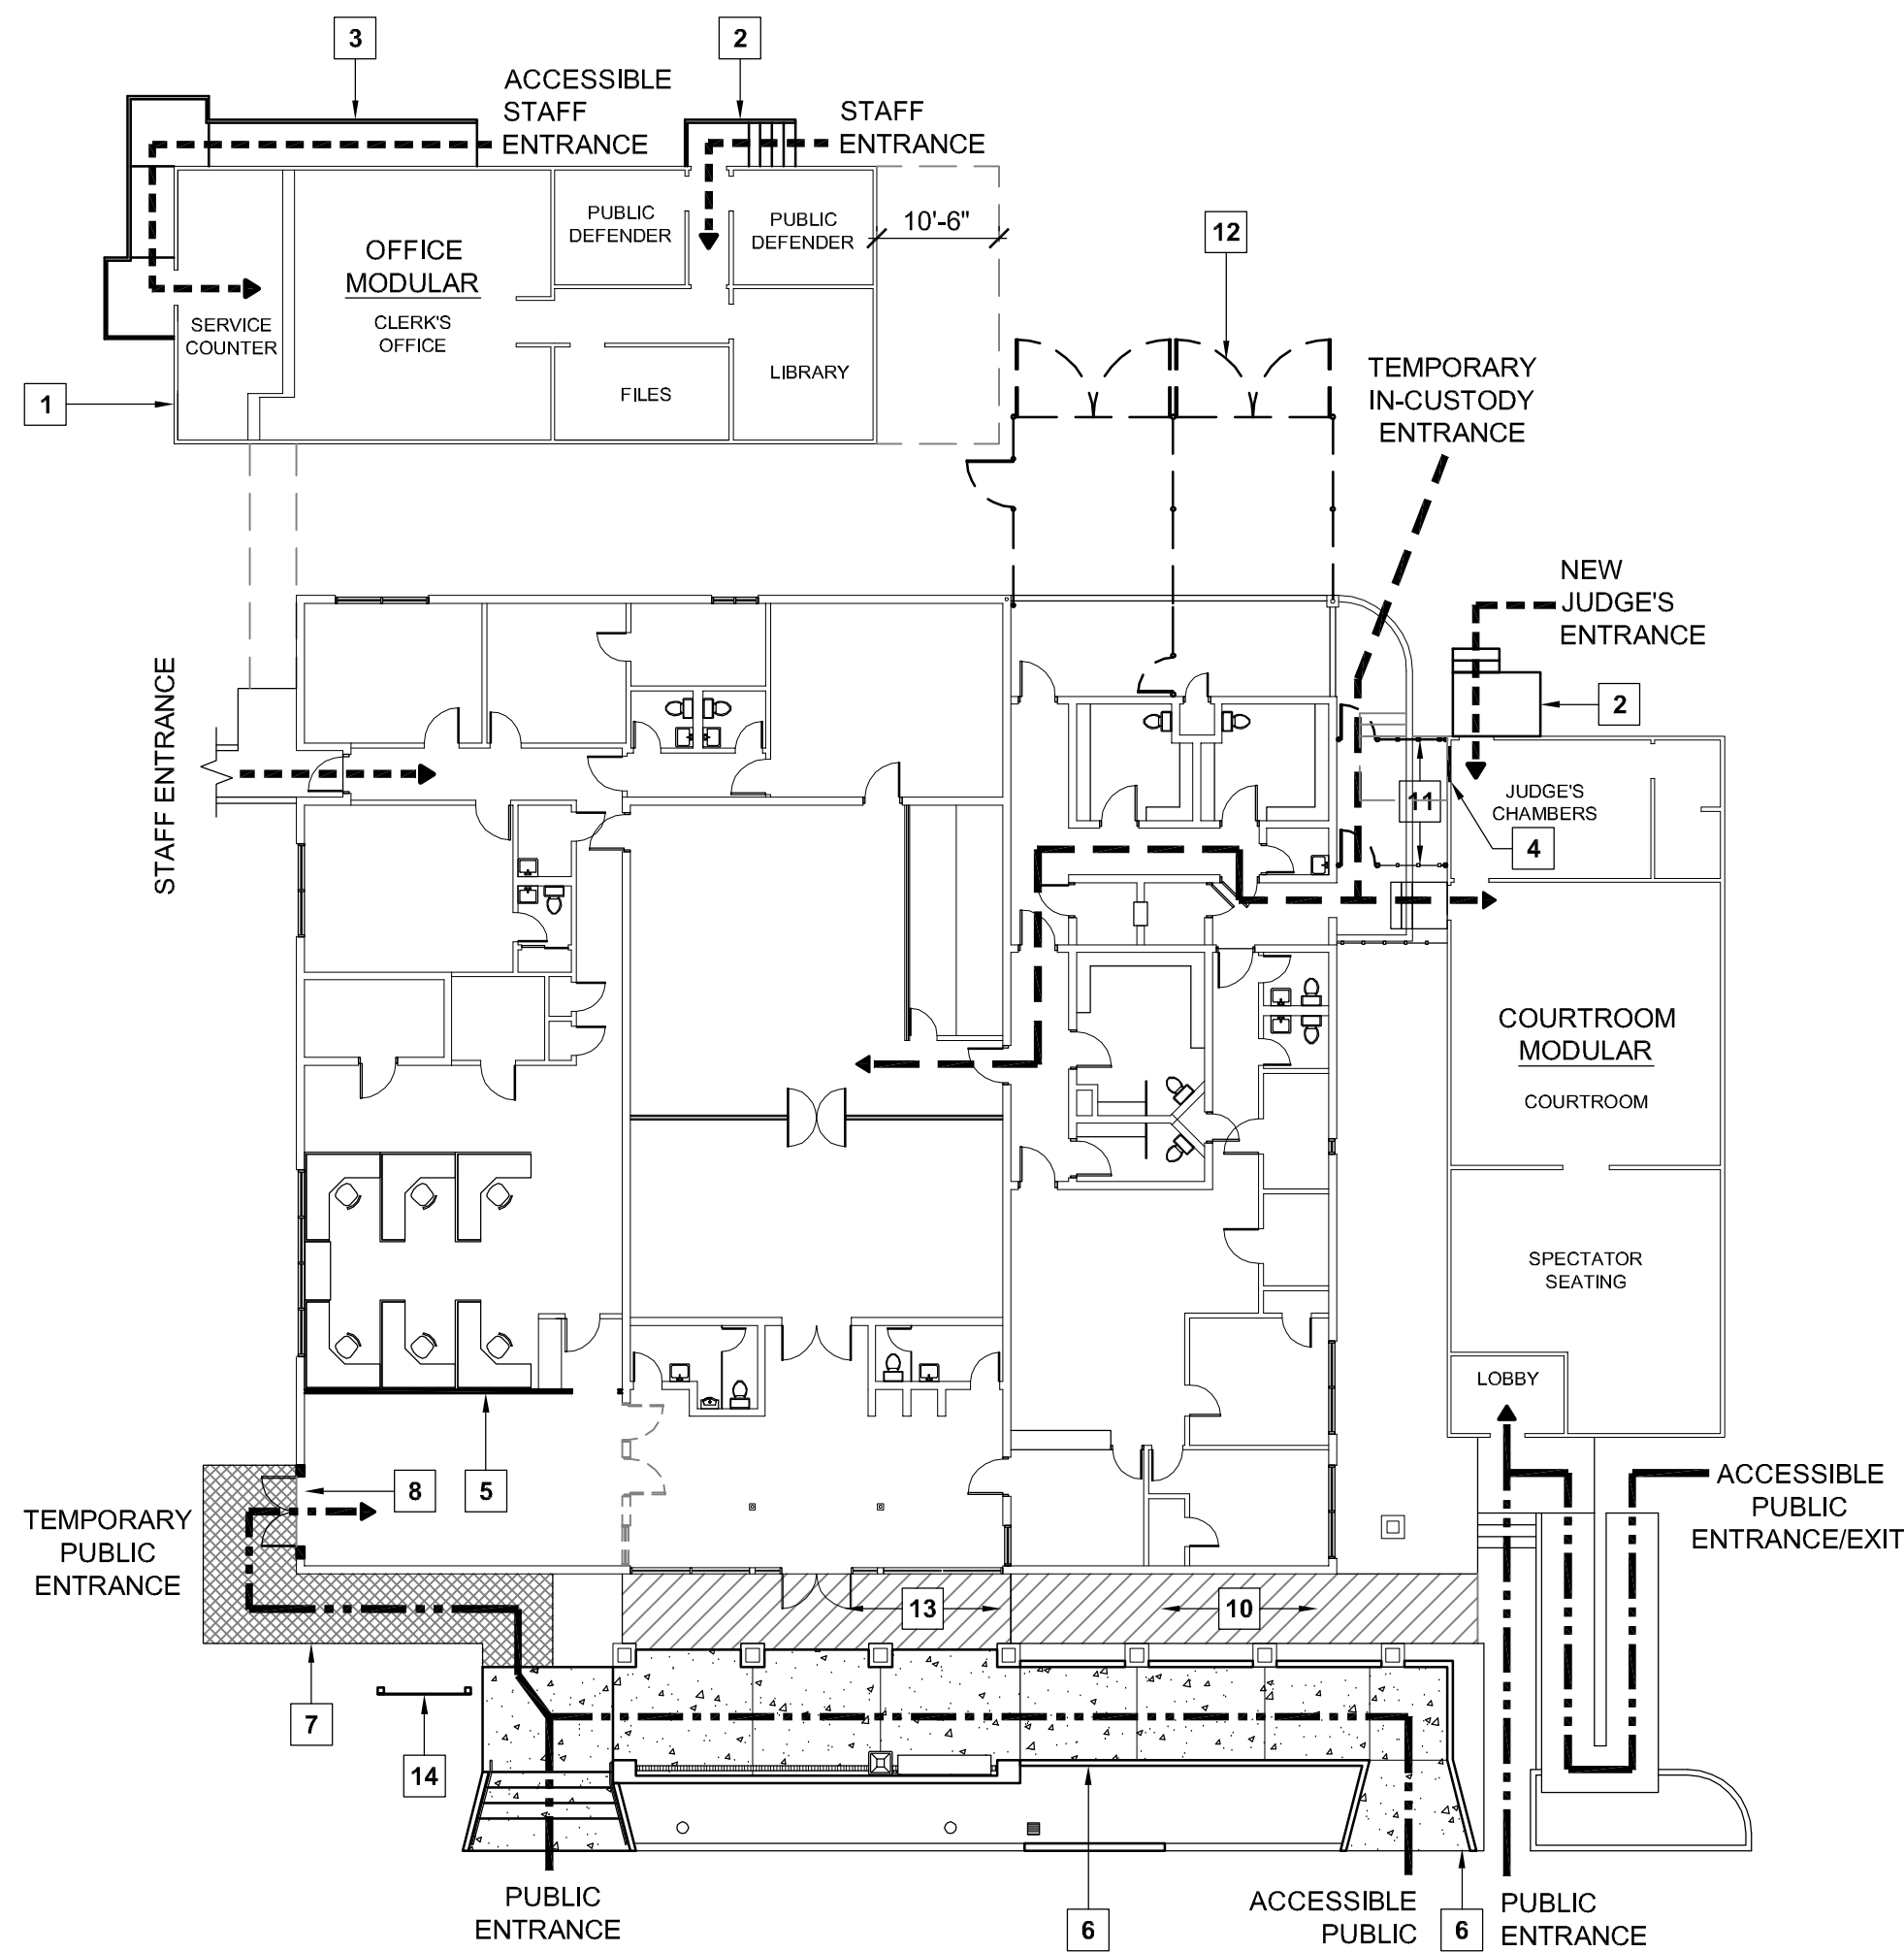 3
2
ACCESSIBLE
STAFF
ENTRANCE
STAFF
ENTRANCE
PUBLIC
DEFENDER
PUBLIC
DEFENDER
10'-6"
12
OFFICE
MODULAR
CLERK'S
OFFICE
SERVICE
COUNTER
FILES
LIBRARY
1
TEMPORARY
IN-CUSTODY
ENTRANCE
NEW
JUDGE'S
ENTRANCE
2
STAFF ENTRANCE
11
JUDGE'S
CHAMBERS
4
COURTROOM
MODULAR
COURTROOM
SPECTATOR
SEATING
LOBBY
5
8
TEMPORARY
PUBLIC
ENTRANCE
ACCESSIBLE
PUBLIC
ENTRANCE/EXIT
13
10
7
14
6
6
PUBLIC
ENTRANCE
ACCESSIBLE
PUBLIC
PUBLIC
ENTRANCE